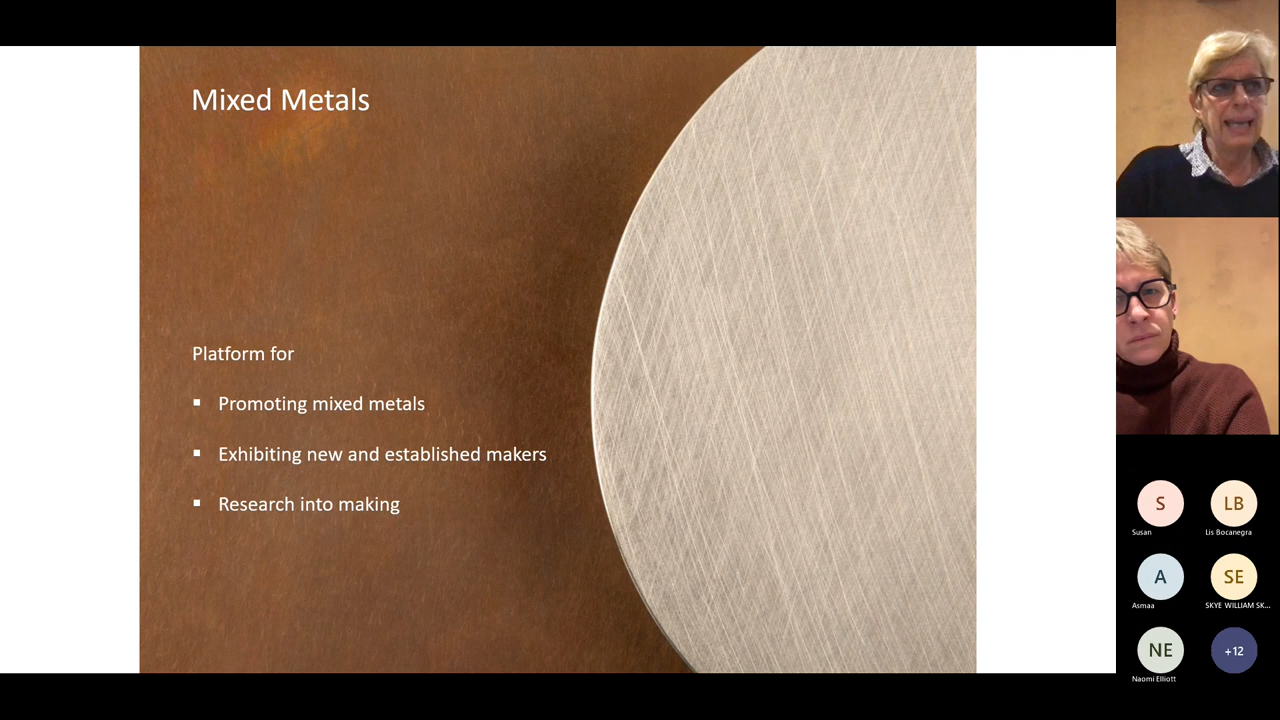 Mixed Metals
Platform for
▪ Promoting mixed metals
▪ Exhibiting new and established makers
▪ Research into making
S
LB
Susan
Lis Bocanegra
A
SE
Asmaa
SKYE WILLIAM SK...
NE
+12
Naomi Elliott